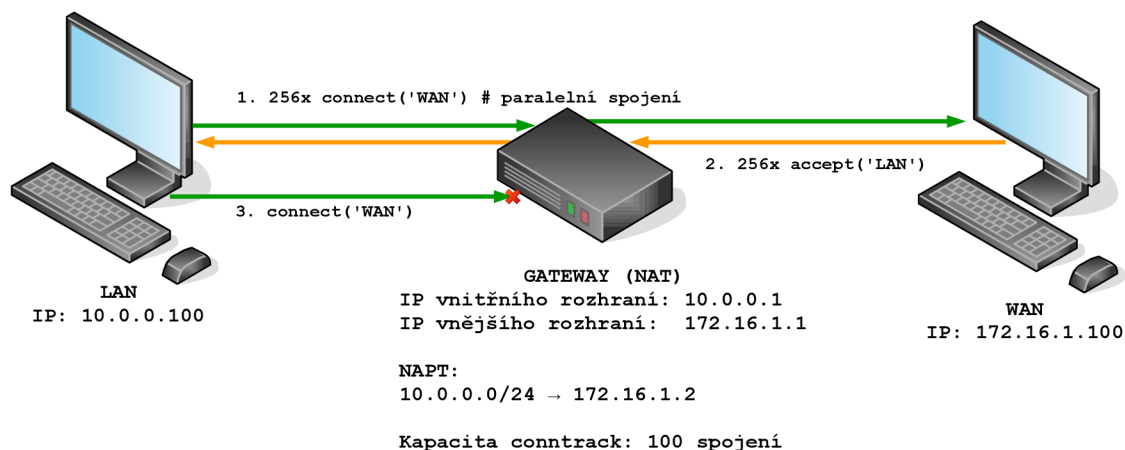 1. 256x connect('WAN') # paralelní spojení
2. 256x accept('LAN')
3. connect('WAN')
LAN
IP: 10.0.0.100
GATEWAY (NAT)
IP vnitřního rozhraní: 10.0.0.1
IP vnějšího rozhraní: 172.16.1.1
WAN
IP: 172.16.1.100
NAPT:
10.0.0.0/24 → 172.16.1.2
Kapacita conntrack: 100 spojení